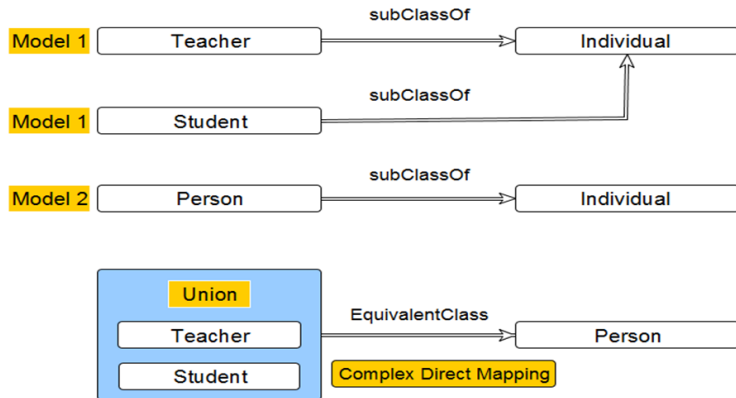 subClassOf
Model 1 Teacher Individual
subClassOf
Model 1 Student
subClassOf
Model 2 Person Individual
Union
EquivalentClass
Teacher Person
Student Complex Direct Mapping